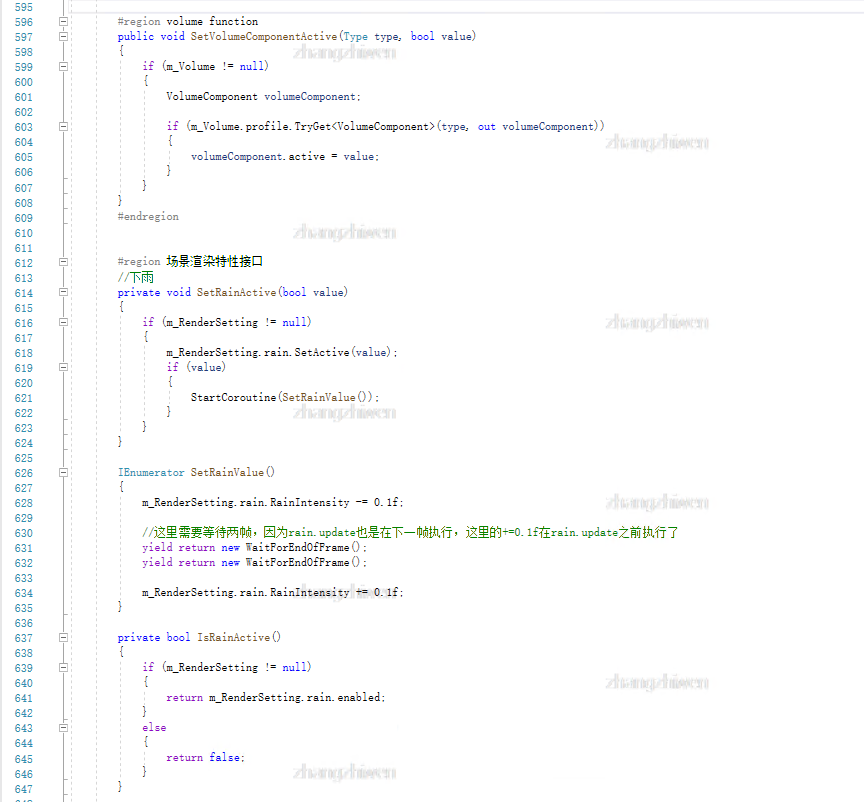 595
596 #region volume function
597 public void SetVolumeComponentActive(Type type, bool value)
598 {
599 if (m_Volume != null)
600 {
601 VolumeComponent volumeComponent;
602
603 if (m_Volume.profile.TryGet<VolumeComponent>(type, out volumeComponent))
604 {
605 volumeComponent.active = value;
606 }
607 }
608 }
609 #endregion
610
611
612 #region 场景渲染特性接口
613 //下雨
614 private void SetRainActive(bool value)
615 {
616 if (m_RenderSetting != null)
617 {
618 m_RenderSetting.rain.SetActive(value);
619 if (value)
620 {
621 StartCoroutine(SetRainValue());
622 }
623 }
624 }
625
626 IEnumerator SetRainValue()
627 {
628 m_RenderSetting.rain.RainIntensity -= 0.1f;
629
630 //这里需要等待两帧，因为rain.update也是在下一帧执行，这里的+=0.1f在rain.update之前执行了
631 yield return new WaitForEndOfFrame();
632 yield return new WaitForEndOfFrame();
633
634 m_RenderSetting.rain.RainIntensity += 0.1f;
635 }
636
637 private bool IsRainActive()
638 {
639 if (m_RenderSetting != null)
640 {
641 return m_RenderSetting.rain.enabled;
642 }
643 else
644 {
645 return false;
646 }
647 }
zhangzhiwen
zhangzhiwen
zhangzhiwen
zhangzhiwen
zhangzhiwen
zhangzhiwen
zhangzhiwen
zhangzhiwen
zhangzhiwen